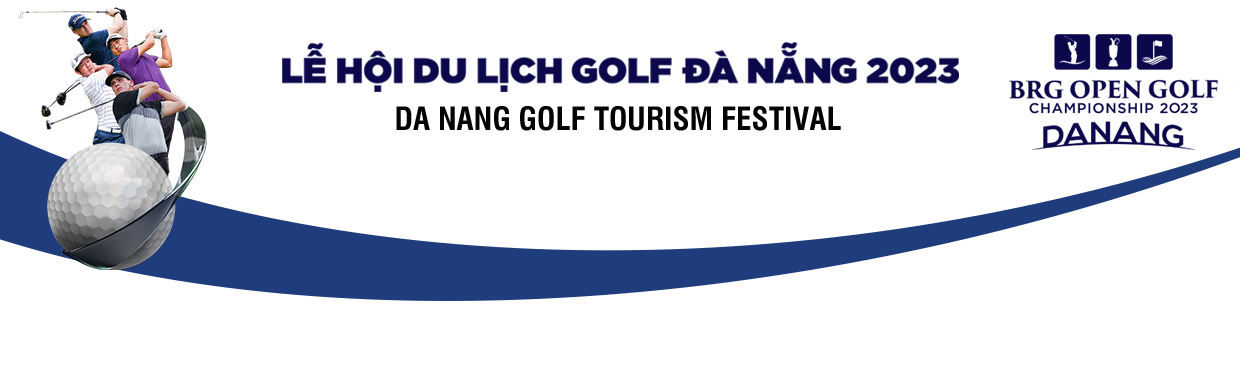 LỄ HỘI DU LỊCH GOLF ĐÀ NẴNG 2023
DA NANG GOLF TOURISM FESTIVAL
BRG OPEN GOLF
CHAMPIONSHIP 2023
DANANG